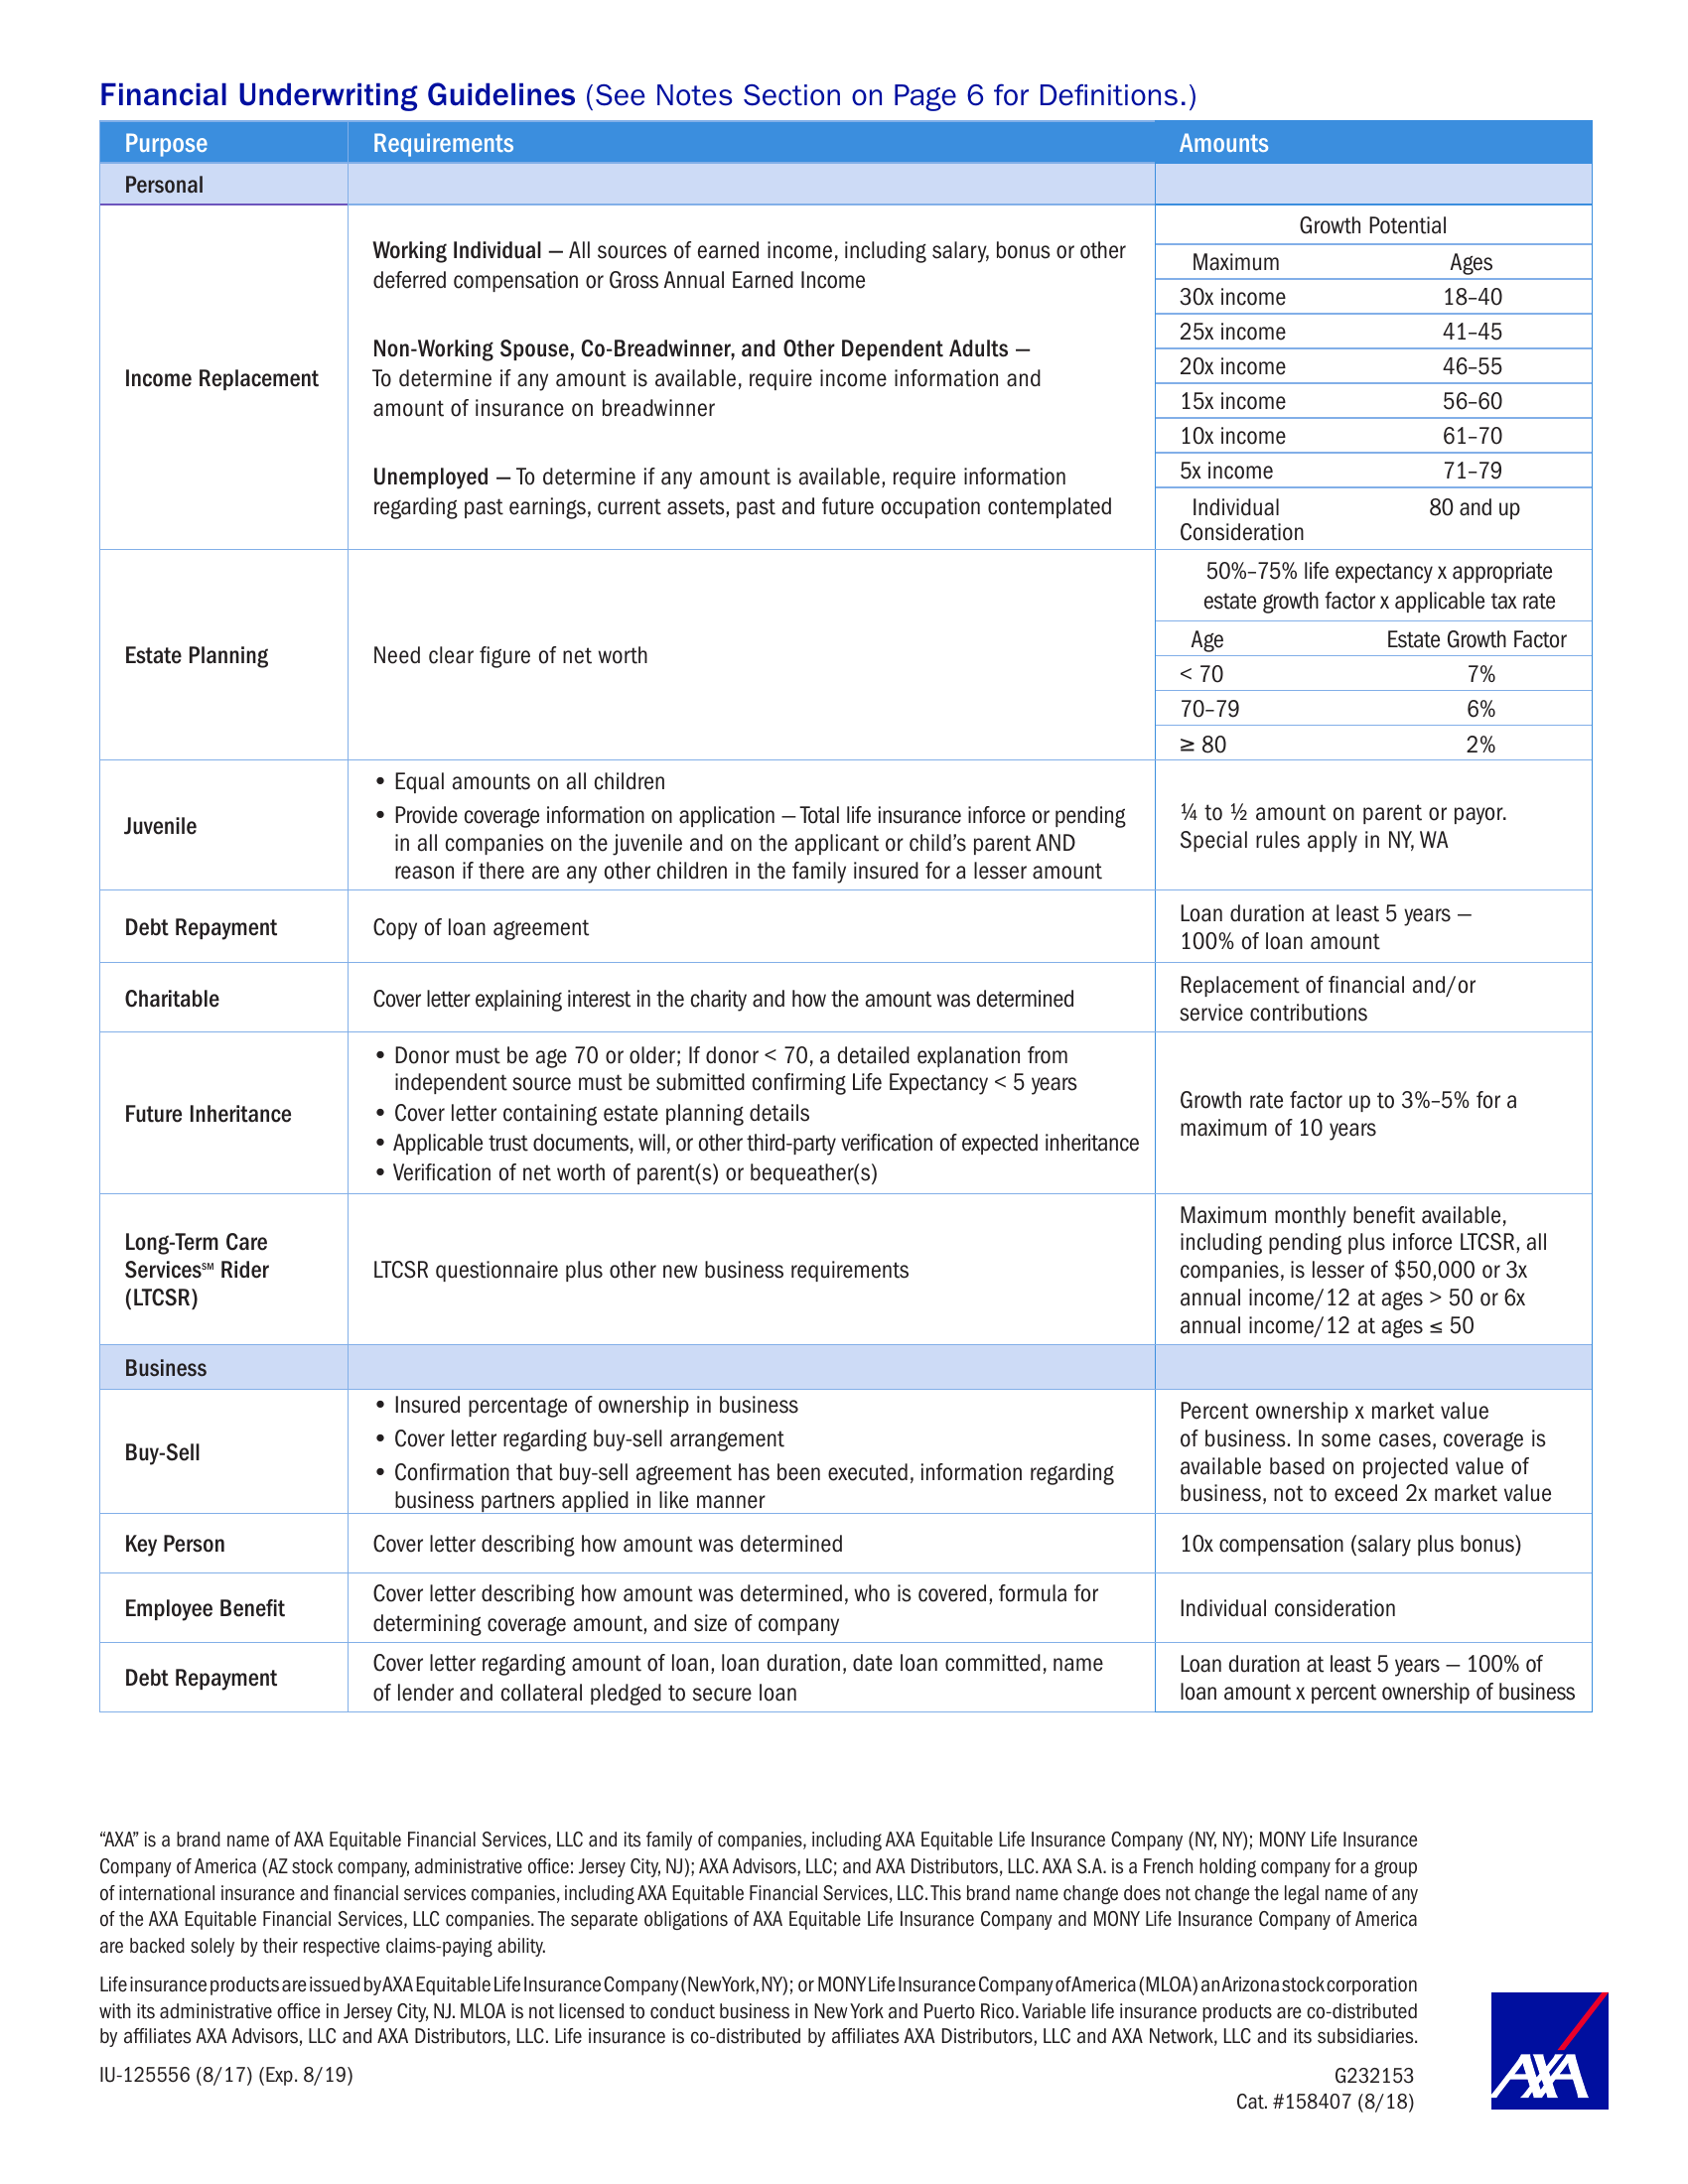 Financial Underwriting Guidelines (See Notes Section on Page 6 for Definitions.)
Purpose Requirements Amounts
Personal
Income Replacement
Working Individual — All sources of earned income, including salary, bonus or other
deferred compensation or Gross Annual Earned Income
Non-Working Spouse, Co-Breadwinner, and Other Dependent Adults —
To determine if any amount is available, require income information and
amount of insurance on breadwinner
Unemployed — To determine if any amount is available, require information
regarding past earnings, current assets, past and future occupation contemplated
Growth Potential
Maximum Ages
30x income 18–40
25x income 41–45
20x income 46–55
15x income 56–60
10x income 61–70
5x income 71–79
Individual 80 and up
Consideration
Estate Planning
Need clear figure of net worth
50%–75% life expectancy x appropriate
estate growth factor x applicable tax rate
Age Estate Growth Factor
< 70 7%
70–79 6%
≥ 80 2%
Juvenile
• Equal amounts on all children
• Provide coverage information on application — Total life insurance inforce or pending
in all companies on the juvenile and on the applicant or child's parent AND
reason if there are any other children in the family insured for a lesser amount
¼ to ½ amount on parent or payor.
Special rules apply in NY, WA
Debt Repayment
Copy of loan agreement
Loan duration at least 5 years —
100% of loan amount
Charitable
Cover letter explaining interest in the charity and how the amount was determined
Replacement of financial and/or
service contributions
Future Inheritance
• Donor must be age 70 or older; If donor < 70, a detailed explanation from
independent source must be submitted confirming Life Expectancy < 5 years
• Cover letter containing estate planning details
• Applicable trust documents, will, or other third-party verification of expected inheritance
• Verification of net worth of parent(s) or bequeather(s)
Growth rate factor up to 3%–5% for a
maximum of 10 years
Long-Term Care
Services℠ Rider
(LTCSR)
LTCSR questionnaire plus other new business requirements
Maximum monthly benefit available,
including pending plus inforce LTCSR, all
companies, is lesser of $50,000 or 3x
annual income/12 at ages > 50 or 6x
annual income/12 at ages ≤ 50
Business
Buy-Sell
• Insured percentage of ownership in business
• Cover letter regarding buy-sell arrangement
• Confirmation that buy-sell agreement has been executed, information regarding
business partners applied in like manner
Percent ownership x market value
of business. In some cases, coverage is
available based on projected value of
business, not to exceed 2x market value
Key Person
Cover letter describing how amount was determined
10x compensation (salary plus bonus)
Employee Benefit
Cover letter describing how amount was determined, who is covered, formula for
determining coverage amount, and size of company
Individual consideration
Debt Repayment
Cover letter regarding amount of loan, loan duration, date loan committed, name
of lender and collateral pledged to secure loan
Loan duration at least 5 years — 100% of
loan amount x percent ownership of business
“AXA” is a brand name of AXA Equitable Financial Services, LLC and its family of companies, including AXA Equitable Life Insurance Company (NY, NY); MONY Life Insurance
Company of America (AZ stock company, administrative office: Jersey City, NJ); AXA Advisors, LLC; and AXA Distributors, LLC. AXA S.A. is a French holding company for a group
of international insurance and financial services companies, including AXA Equitable Financial Services, LLC. This brand name change does not change the legal name of any
of the AXA Equitable Financial Services, LLC companies. The separate obligations of AXA Equitable Life Insurance Company and MONY Life Insurance Company of America
are backed solely by their respective claims-paying ability.
Life insurance products are issued by AXA Equitable Life Insurance Company (New York, NY); or MONY Life Insurance Company of America (MLOA) an Arizona stock corporation
with its administrative office in Jersey City, NJ. MLOA is not licensed to conduct business in New York and Puerto Rico. Variable life insurance products are co-distributed
by affiliates AXA Advisors, LLC and AXA Distributors, LLC. Life insurance is co-distributed by affiliates AXA Distributors, LLC and AXA Network, LLC and its subsidiaries.
IU-125556 (8/17) (Exp. 8/19)
G232153
Cat. #158407 (8/18)
AXA